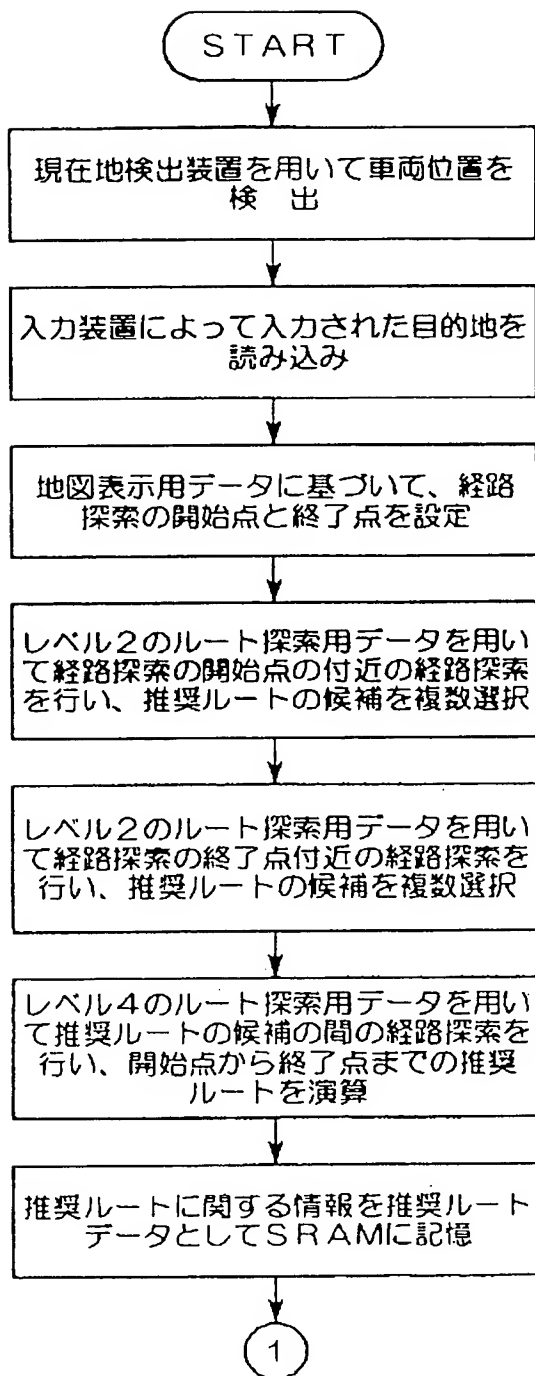 START
現在地検出装置を用いて車両位置を
検 出
入力装置によって入力された目的地を
読み込み
地図表示用データに基づいて、経路
探索の開始点と終了点を設定
レベル2のルート探索用データを用い
て経路探索の開始点の付近の経路探索
を行い、推奨ルートの候補を複数選択
レベル2のルート探索用データを用い
て経路探索の終了点付近の経路探索を
行い、推奨ルートの候補を複数選択
レベル4のルート探索用データを用い
て推奨ルートの候補の間の経路探索を
行い、開始点から終了点までの推奨
ルートを演算
推奨ルートに関する情報を推奨ルート
データとしてSRAMに記憶
1